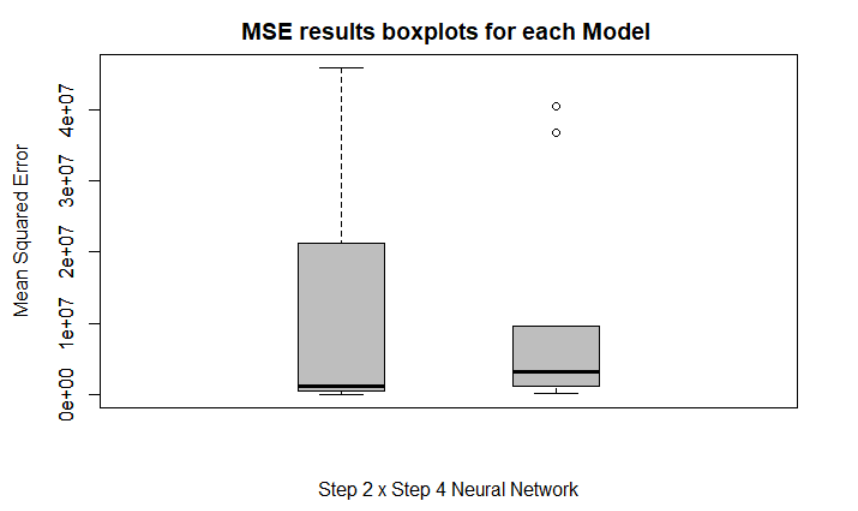 MSE results boxplots for each Model
Mean Squared Error
4e+07
3e+07
2e+07
1e+07
0e+00
Step 2 x Step 4 Neural Network